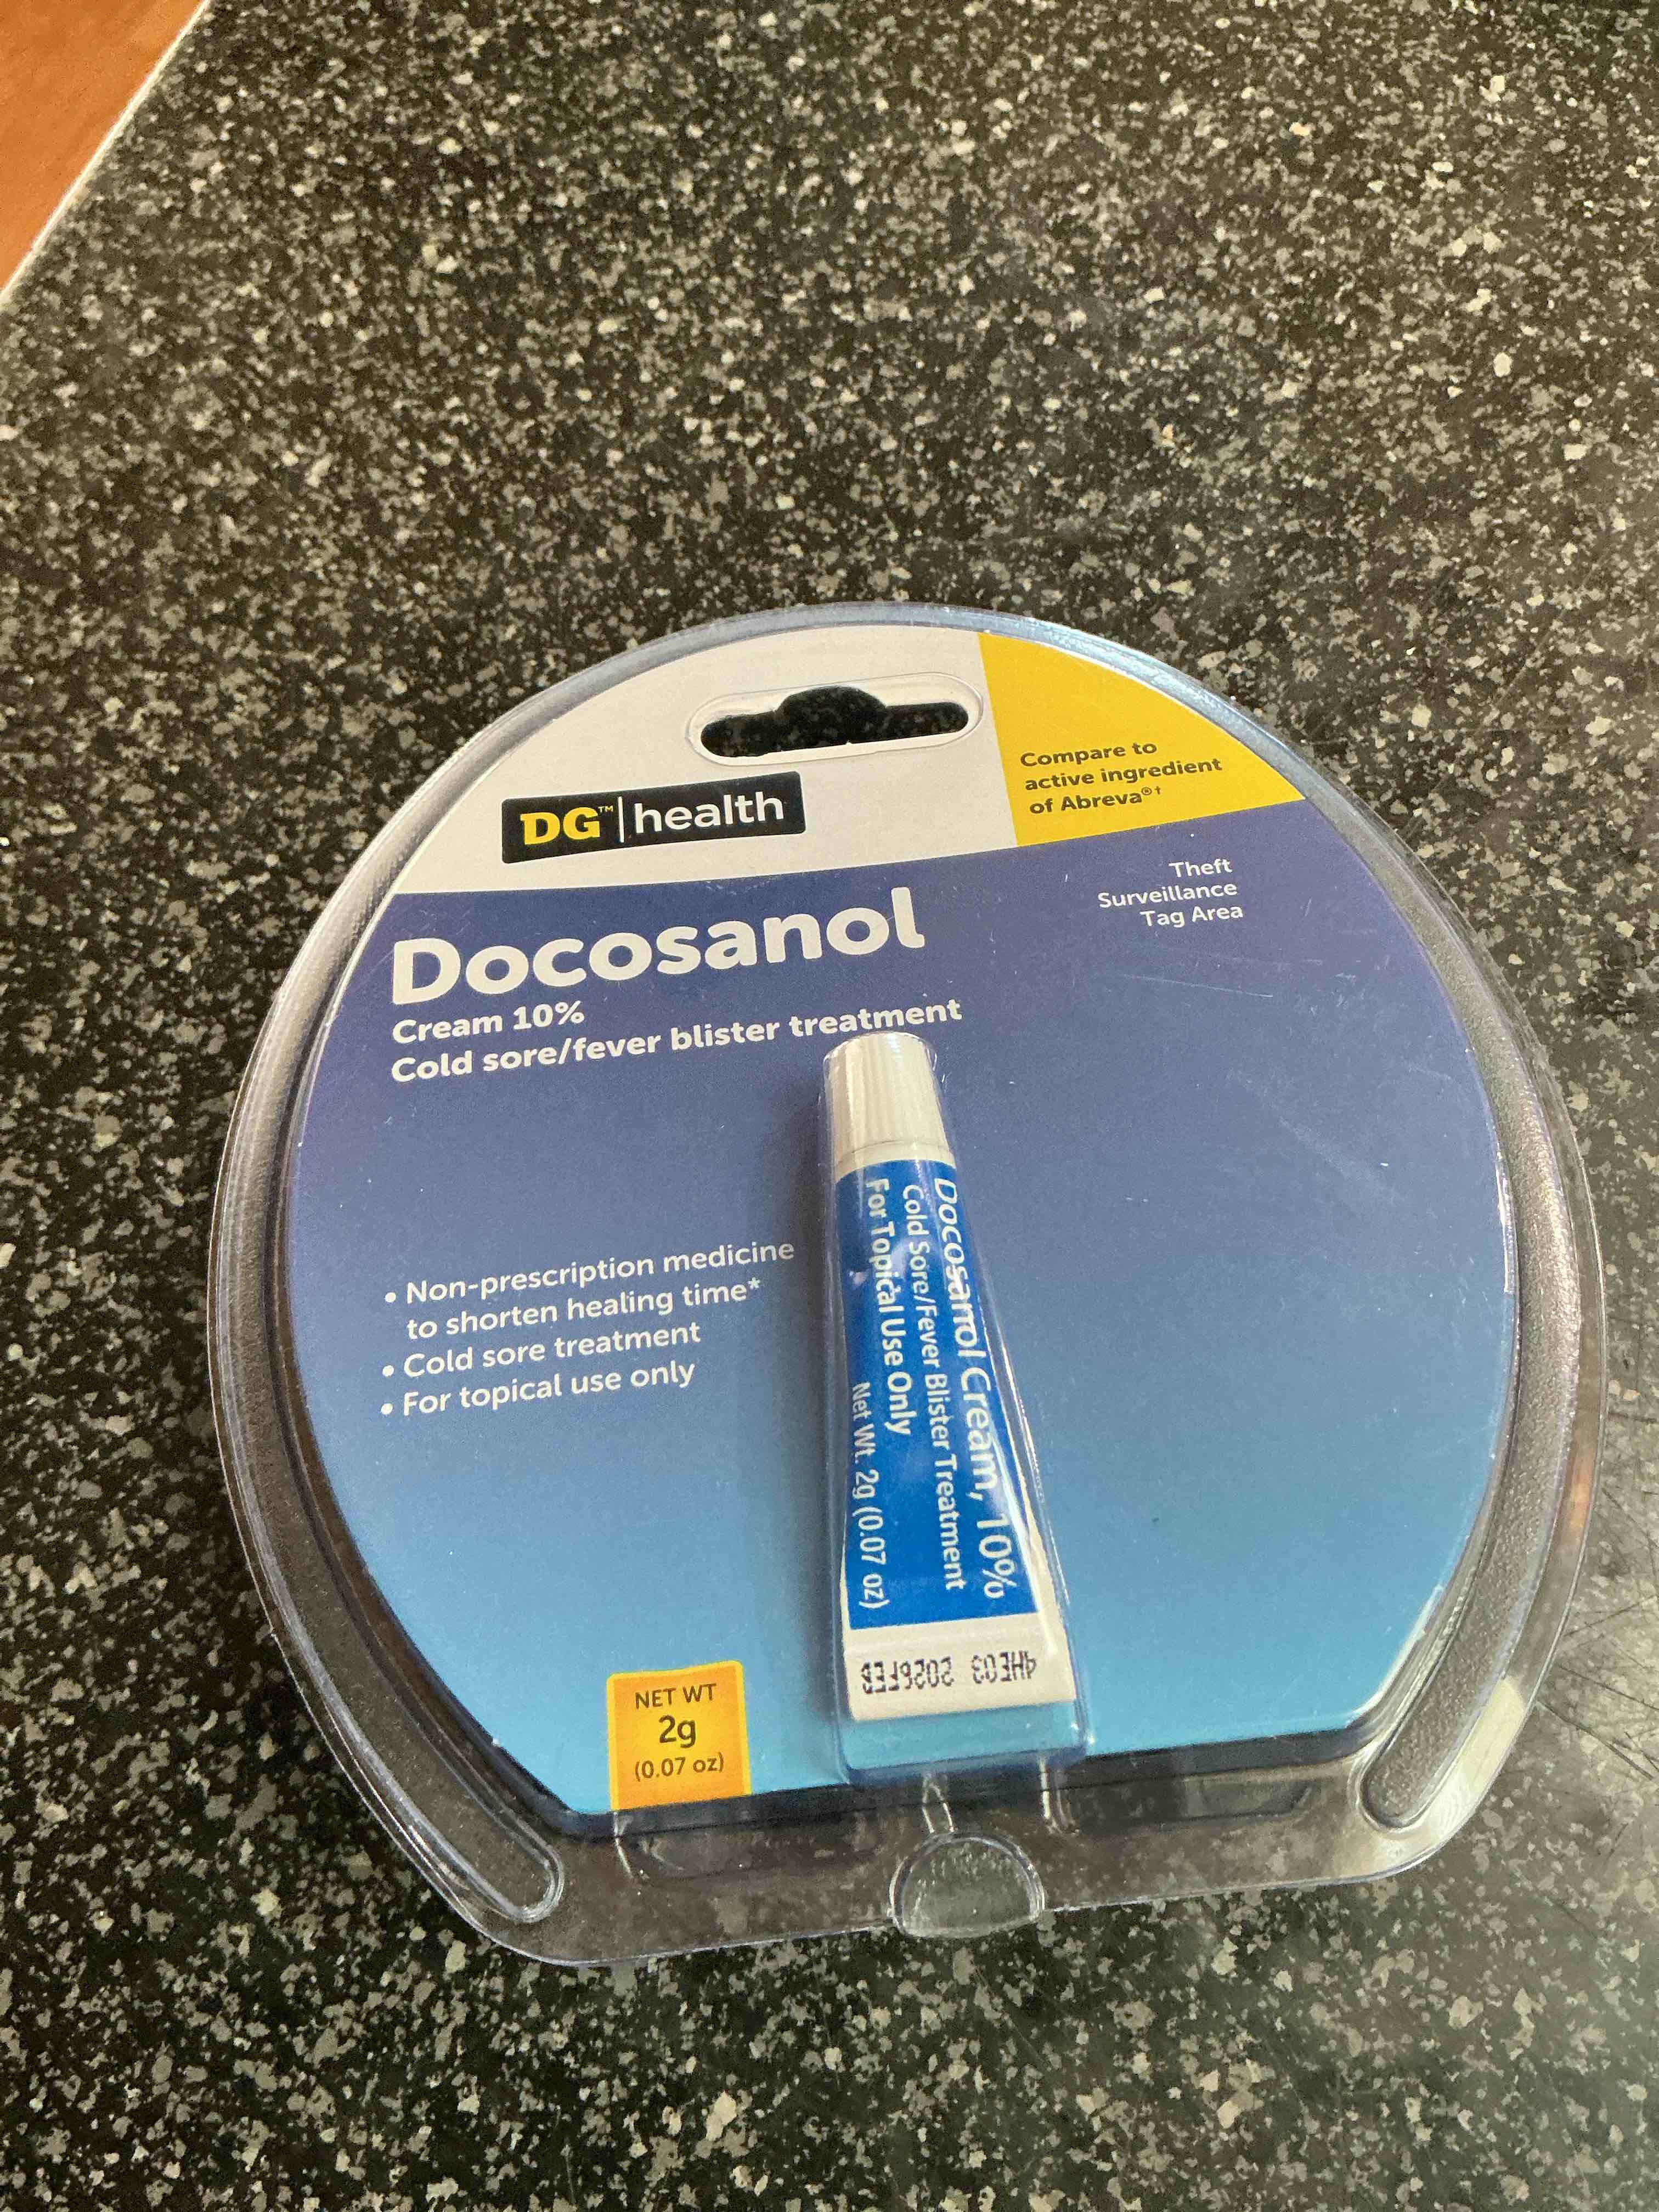 Compare to
active ingredient
of Abreva®†
DG™ health
Theft
Surveillance
Tag Area
Docosanol
Cream 10%
Cold sore/fever blister treatment
• Non-prescription medicine
to shorten healing time*
• Cold sore treatment
• For topical use only
Docosanol Cream, 10%
Cold Sore/Fever Blister Treatment
For Topical Use Only
Net Wt. 2g (0.07 oz)
4HE03 2026FEB
NET WT
2g
(0.07 oz)